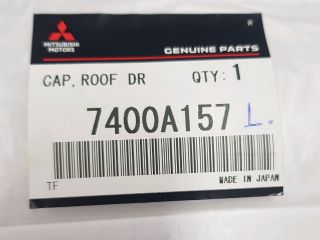 MITSUBISHI
MOTORS
GENUINE PARTS
CAP, ROOF DR QTY: 1
7400A157 L.
TF
MADE IN JAPAN